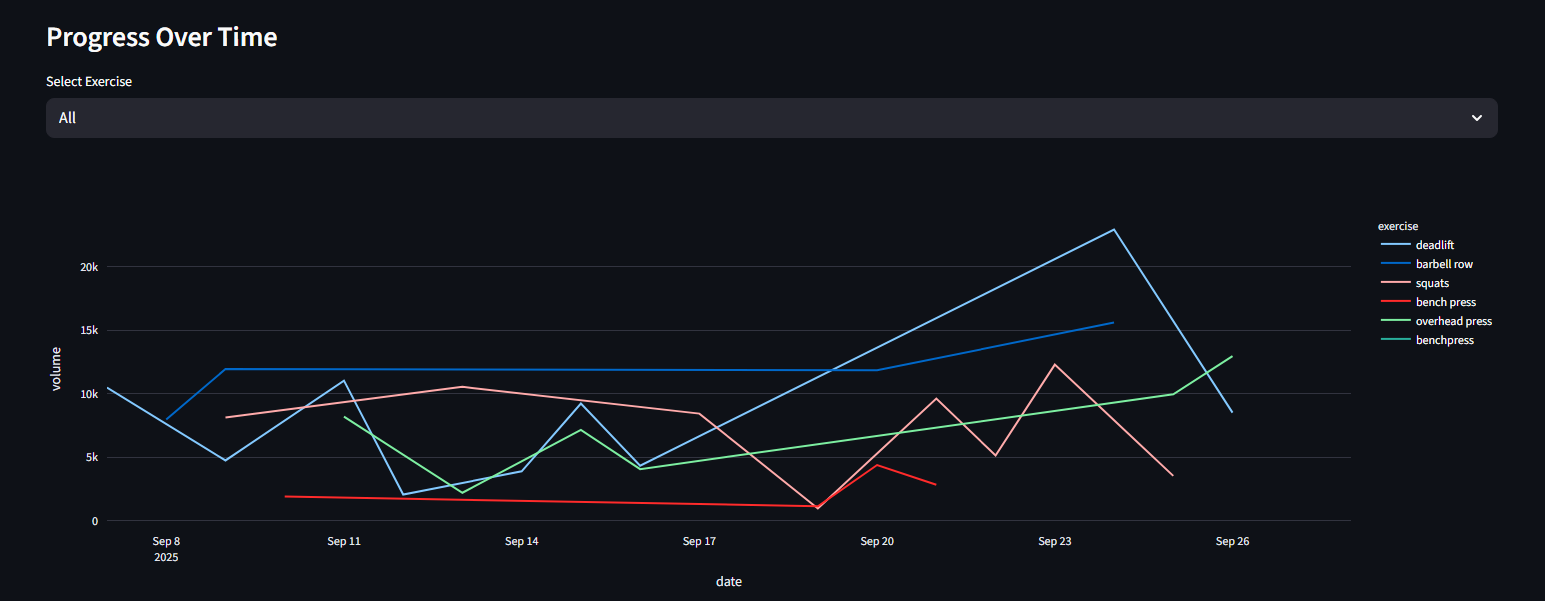 Progress Over Time
Select Exercise
All
exercise
deadlift
barbell row
squats
bench press
overhead press
benchpress
volume
20k
15k
10k
5k
0
Sep 8
2025
Sep 11
Sep 14
Sep 17
Sep 20
Sep 23
Sep 26
date